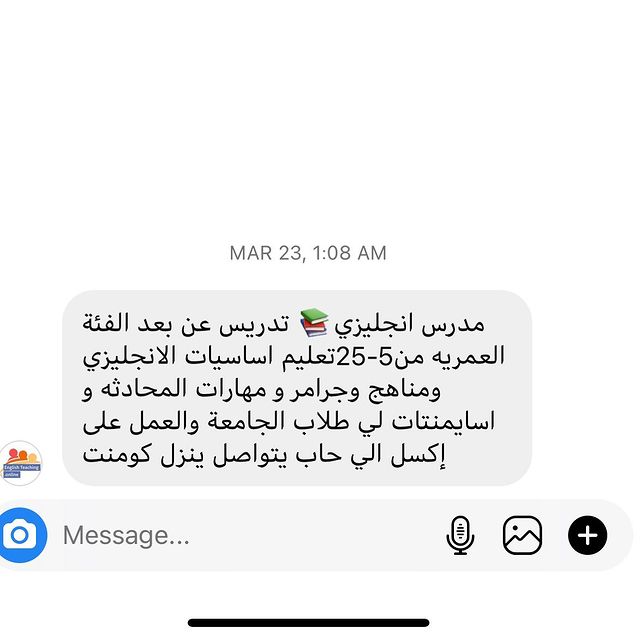 MAR 23, 1:08 AM
مدرس انجليزي📚 تدريس عن بعد الفئة
العمريه من5-25تعليم اساسيات الانجليزي
ومناهج وجرامر و مهارات المحادثه و
اسايمنتات لي طلاب الجامعة والعمل على
إكسل الي حاب يتواصل ينزل كومنت
English Teaching
online
Message...